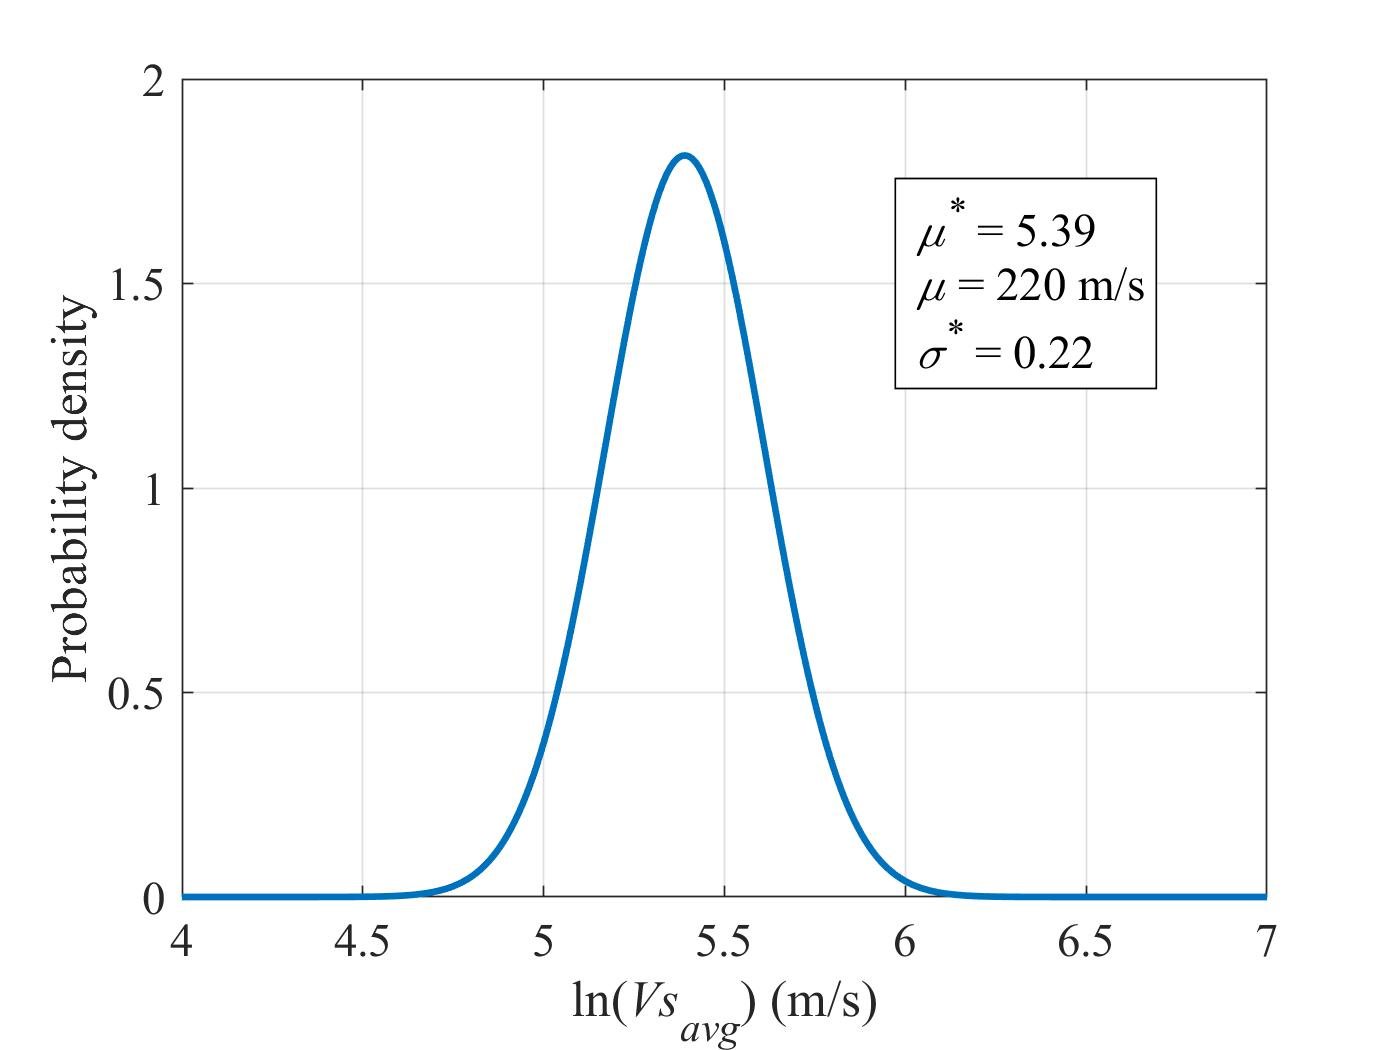 2
1.5
1
0.5
0
Probability density
μ* = 5.39
μ = 220 m/s
σ* = 0.22
4 4.5 5 5.5 6 6.5 7
ln(Vs_avg) (m/s)